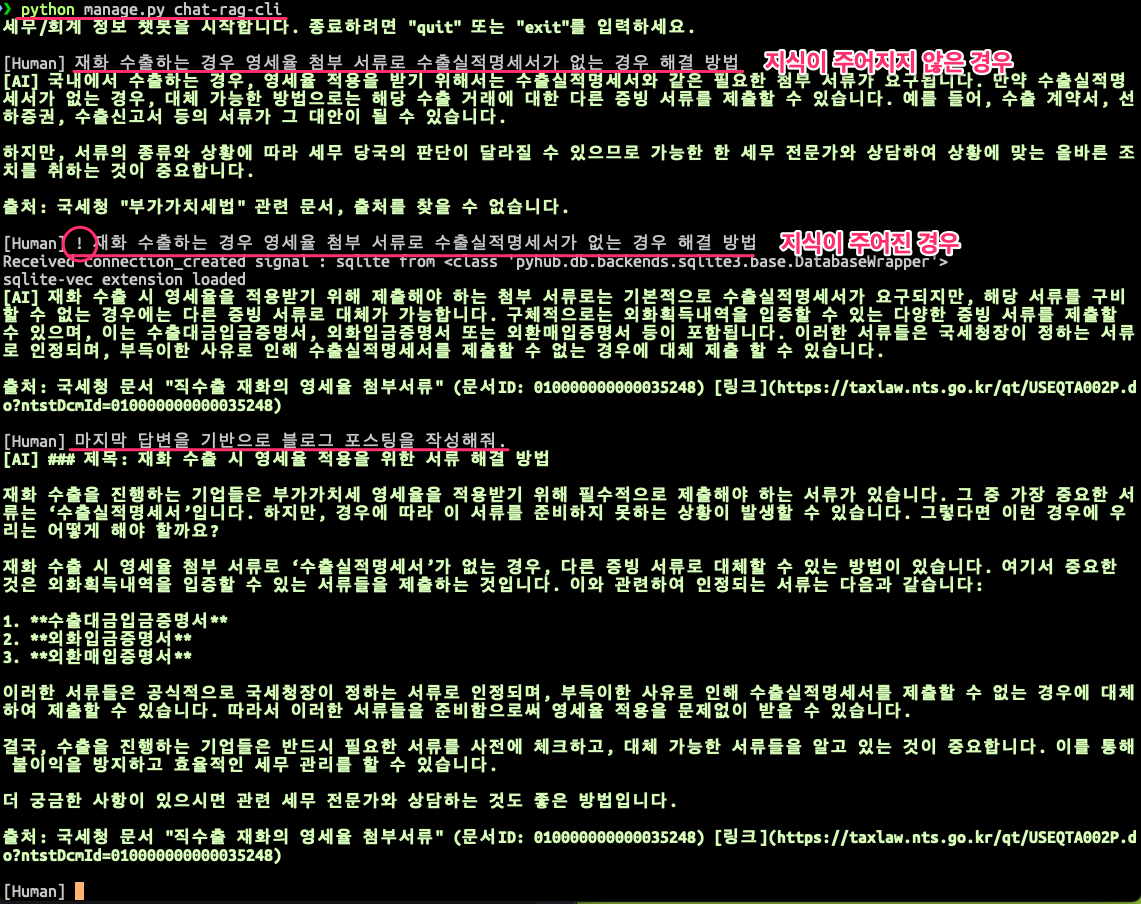 ❯ python manage.py chat-rag-cli
세무/회계 정보 챗봇을 시작합니다. 종료하려면 "quit" 또는 "exit"를 입력하세요.
[Human] 재화 수출하는 경우 영세율 첨부 서류로 수출실적명세서가 없는 경우 해결 방법 지식이 주어지지 않은 경우
[AI] 국내에서 수출하는 경우, 영세율 적용을 받기 위해서는 수출실적명세서와 같은 필요한 첨부 서류가 요구됩니다. 만약 수출실적명
세서가 없는 경우, 대체 가능한 방법으로는 해당 수출 거래에 대한 다른 증빙 서류를 제출할 수 있습니다. 예를 들어, 수출 계약서, 선
하증권, 수출신고서 등의 서류가 그 대안이 될 수 있습니다.
하지만, 서류의 종류와 상황에 따라 세무 당국의 판단이 달라질 수 있으므로 가능한 한 세무 전문가와 상담하여 상황에 맞는 올바른 조
치를 취하는 것이 중요합니다.
출처: 국세청 "부가가치세법" 관련 문서, 출처를 찾을 수 없습니다.
[Human] ! 재화 수출하는 경우 영세율 첨부 서류로 수출실적명세서가 없는 경우 해결 방법 지식이 주어진 경우
Received connection_created signal : sqlite from <class 'pyhub.db.backends.sqlite3.base.DatabaseWrapper'>
sqlite-vec extension loaded
[AI] 재화 수출 시 영세율을 적용받기 위해 제출해야 하는 첨부 서류로는 기본적으로 수출실적명세서가 요구되지만, 해당 서류를 구비
할 수 없는 경우에는 다른 증빙 서류로 대체가 가능합니다. 구체적으로는 외화획득내역을 입증할 수 있는 다양한 증빙 서류를 제출할
수 있으며, 이는 수출대금입금증명서, 외화입금증명서 또는 외환매입증명서 등이 포함됩니다. 이러한 서류들은 국세청장이 정하는 서류
로 인정되며, 부득이한 사유로 인해 수출실적명세서를 제출할 수 없는 경우에 대체 제출 할 수 있습니다.
출처: 국세청 문서 "직수출 재화의 영세율 첨부서류" (문서ID: 010000000000035248) [링크](https://taxlaw.nts.go.kr/qt/USEQTA002P.d
o?ntstDcmId=010000000000035248)
[Human] 마지막 답변을 기반으로 블로그 포스팅을 작성해줘.
[AI] ### 제목: 재화 수출 시 영세율 적용을 위한 서류 해결 방법
재화 수출을 진행하는 기업들은 부가가치세 영세율을 적용받기 위해 필수적으로 제출해야 하는 서류가 있습니다. 그 중 가장 중요한 서
류는 ‘수출실적명세서’입니다. 하지만, 경우에 따라 이 서류를 준비하지 못하는 상황이 발생할 수 있습니다. 그렇다면 이런 경우에 우
리는 어떻게 해야 할까요?
재화 수출 시 영세율 첨부 서류로 ‘수출실적명세서’가 없는 경우, 다른 증빙 서류로 대체할 수 있는 방법이 있습니다. 여기서 중요한
것은 외화획득내역을 입증할 수 있는 서류들을 제출하는 것입니다. 이와 관련하여 인정되는 서류는 다음과 같습니다:
1. **수출대금입금증명서**
2. **외화입금증명서**
3. **외환매입증명서**
이러한 서류들은 공식적으로 국세청장이 정하는 서류로 인정되며, 부득이한 사유로 인해 수출실적명세서를 제출할 수 없는 경우에 대체
하여 제출할 수 있습니다. 따라서 이러한 서류들을 준비함으로써 영세율 적용을 문제없이 받을 수 있습니다.
결국, 수출을 진행하는 기업들은 반드시 필요한 서류를 사전에 체크하고, 대체 가능한 서류들을 알고 있는 것이 중요합니다. 이를 통해
불이익을 방지하고 효율적인 세무 관리를 할 수 있습니다.
더 궁금한 사항이 있으시면 관련 세무 전문가와 상담하는 것도 좋은 방법입니다.
출처: 국세청 문서 "직수출 재화의 영세율 첨부서류" (문서ID: 010000000000035248) [링크](https://taxlaw.nts.go.kr/qt/USEQTA002P.d
o?ntstDcmId=010000000000035248)
[Human]